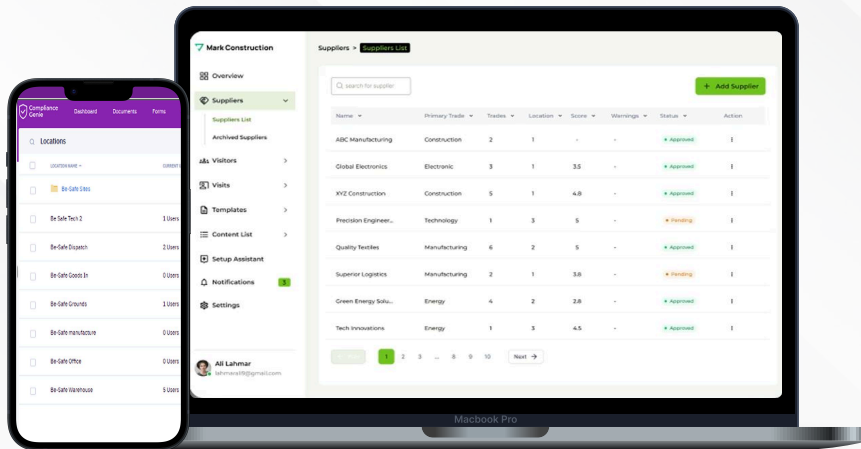 Compliance Genie Dashboard Documents Forms
Locations
LOCATION NAME
Be-Safe Sites
Be Safe Tech 2 1 Users
Be-Safe Dispatch 2 Users
Be-Safe Goods In 0 Users
Be-Safe Grounds 1 Users
Be-Safe manufacture 0 Users
Be-Safe Office 0 Users
Be-Safe Warehouse 5 Users
Mark Construction
Overview
Suppliers
Suppliers List
Archived Suppliers
Visitors
Visits
Templates
Content List
Setup Assistant
Notifications 3
Settings
Ali Lahmar
Suppliers > Suppliers List
search for supplier
+ Add Supplier
Name Primary Trade Trades Location Score Warnings Status Action
ABC Manufacturing Construction 2 1 - - Approved
Global Electronics Electronic 3 1 3.5 - Approved
XYZ Construction Construction 5 1 4.8 - Approved
Precision Engineer... Technology 1 3 5 - Pending
Quality Textiles Manufacturing 6 2 5 - Approved
Superior Logistics Manufacturing 2 1 3.8 - Pending
Green Energy Solu... Energy 4 2 2.8 - Approved
Tech Innovations Energy 1 3 4.5 - Approved
1 2 3 ... 8 9 10 Next →
Macbook Pro